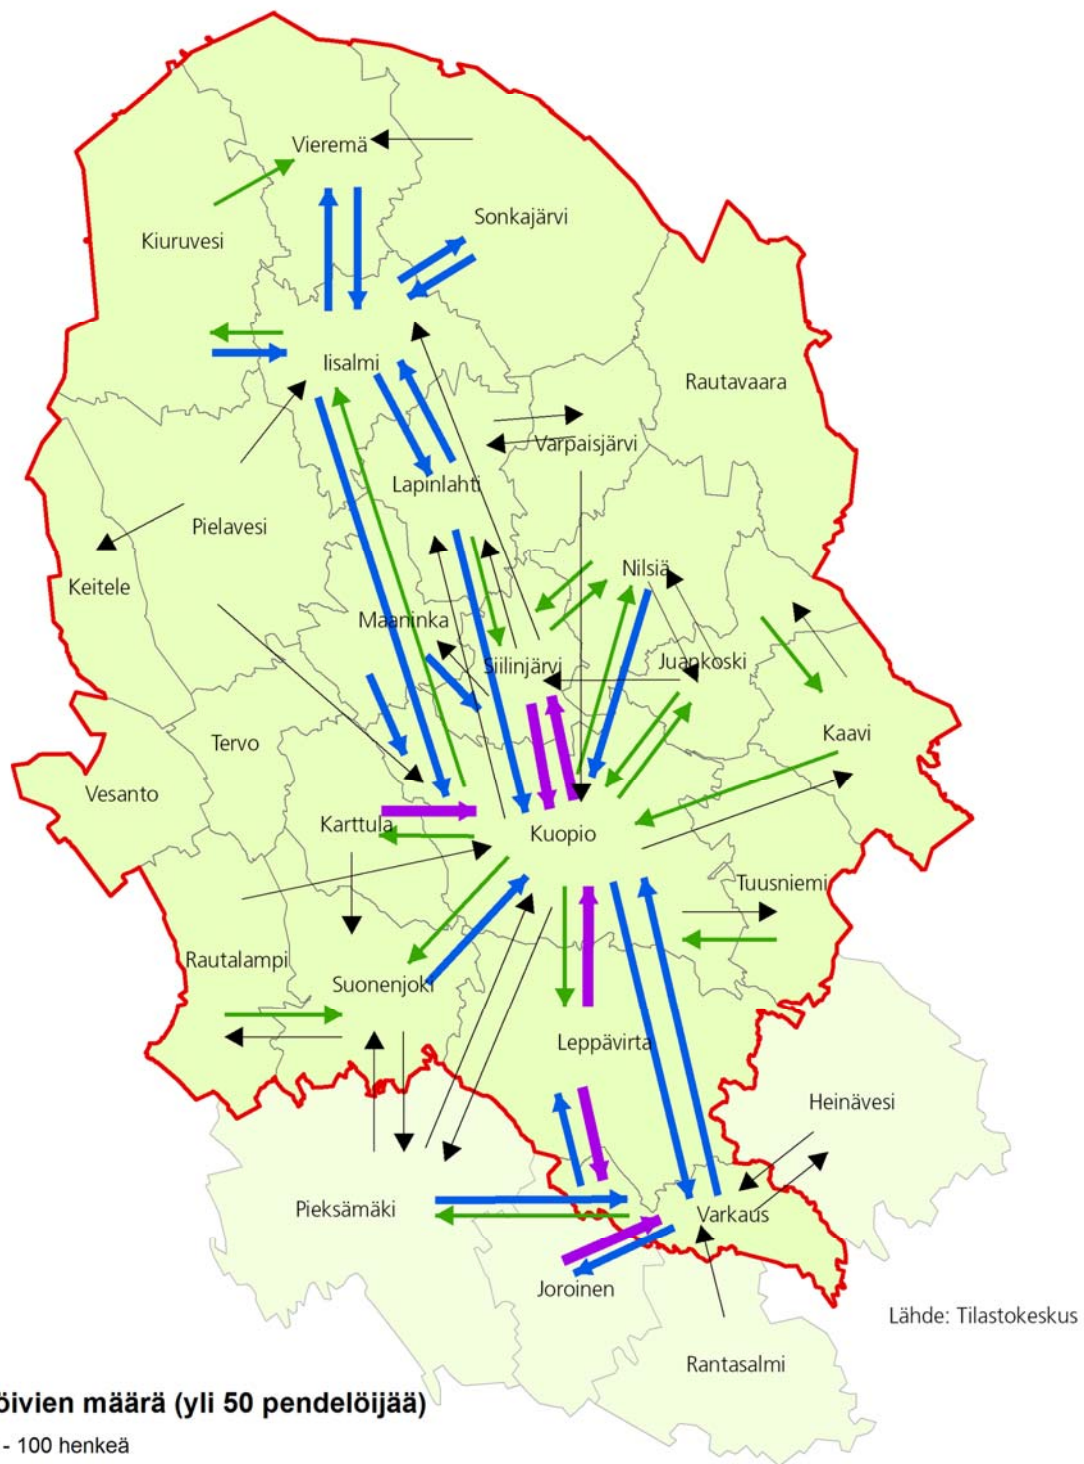 Vieremä
Sonkajärvi
Kiuruvesi
Iisalmi
Rautavaara
Varpaisjärvi
Lapinlahti
Pielavesi
Nilsiä
Keitele
Maaninka
Siilinjärvi
Juankoski
Kaavi
Tervo
Vesanto
Karttula
Kuopio
Tuusniemi
Rautalampi
Suonenjoki
Leppävirta
Heinävesi
Pieksämäki
Varkaus
Joroinen
Lähde: Tilastokeskus
Rantasalmi
öivien määrä (yli 50 pendelöijää)
- 100 henkeä